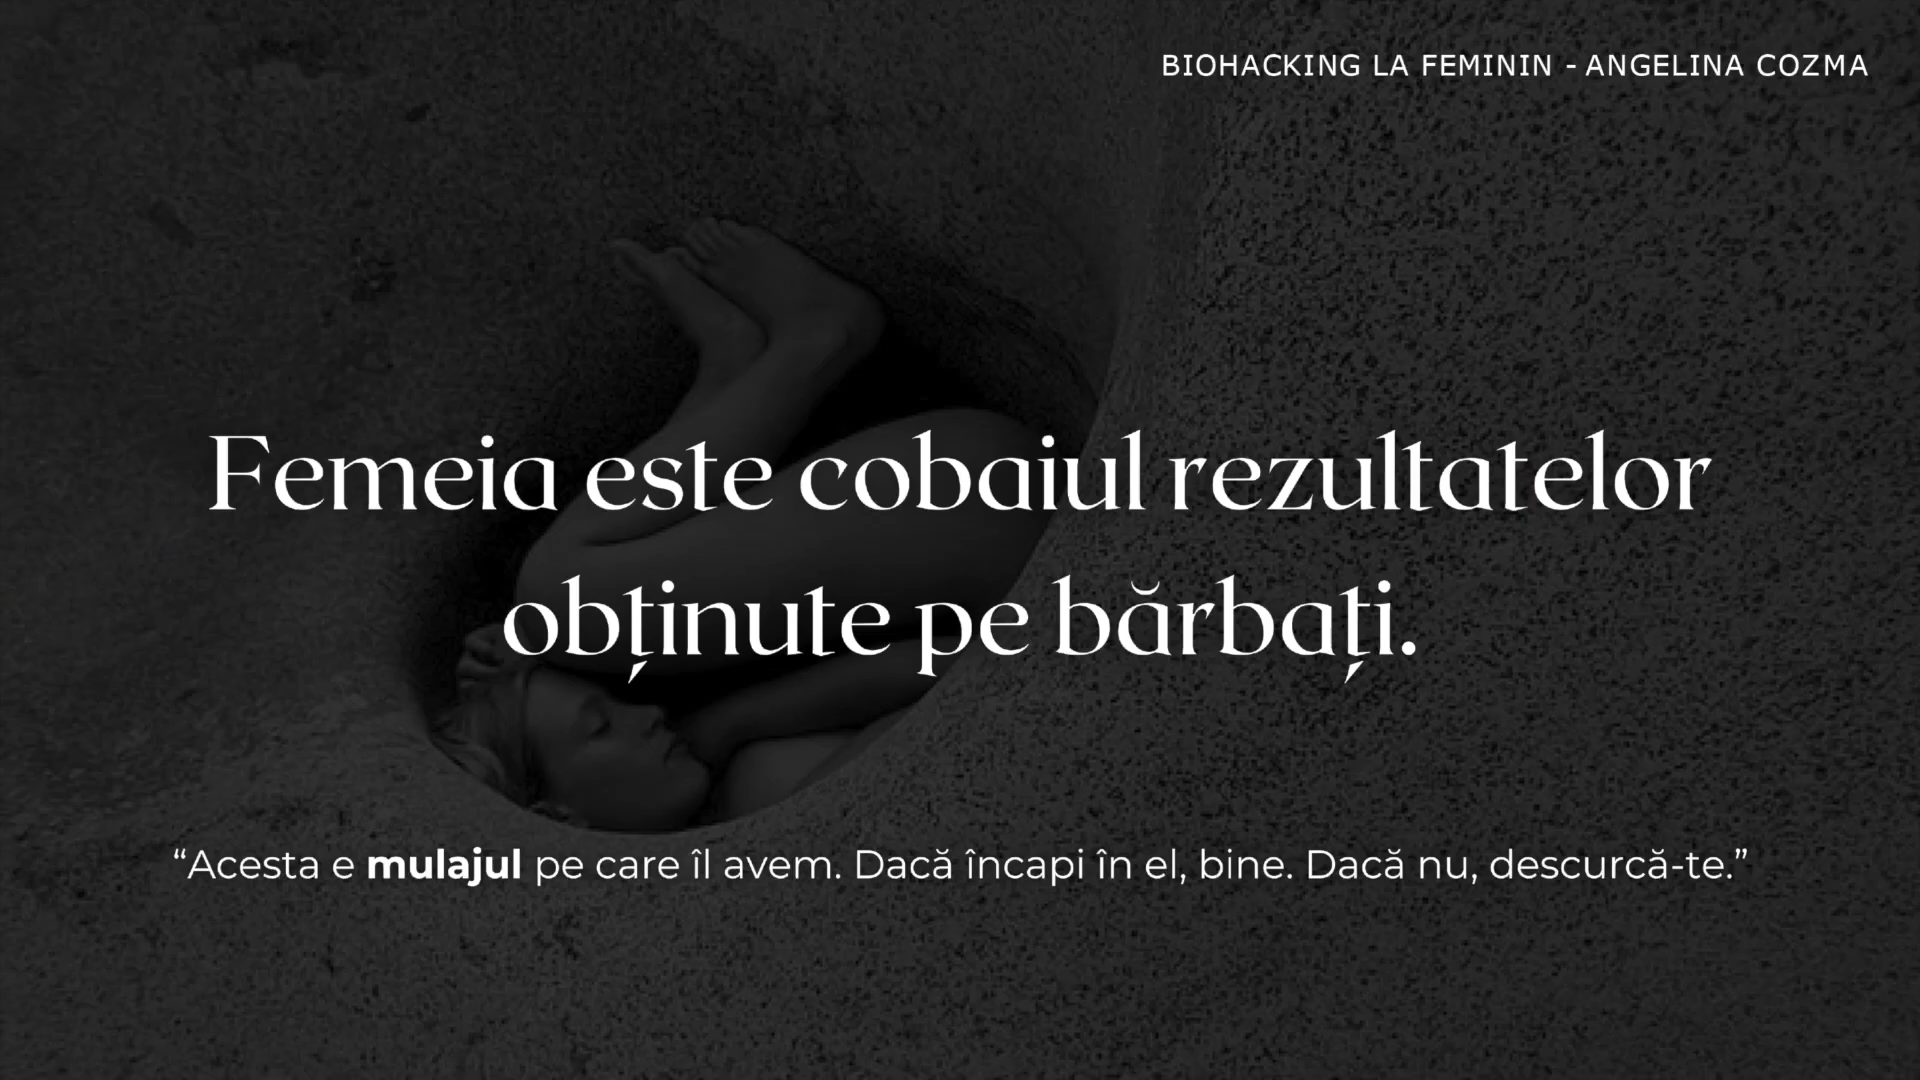 BIOHACKING LA FEMININ - ANGELINA COZMA
Femeia este cobaiul rezultatelor
obținute pe bărbați.
“Acesta e mulajul pe care îl avem. Dacă încapi în el, bine. Dacă nu, descurcă-te.”